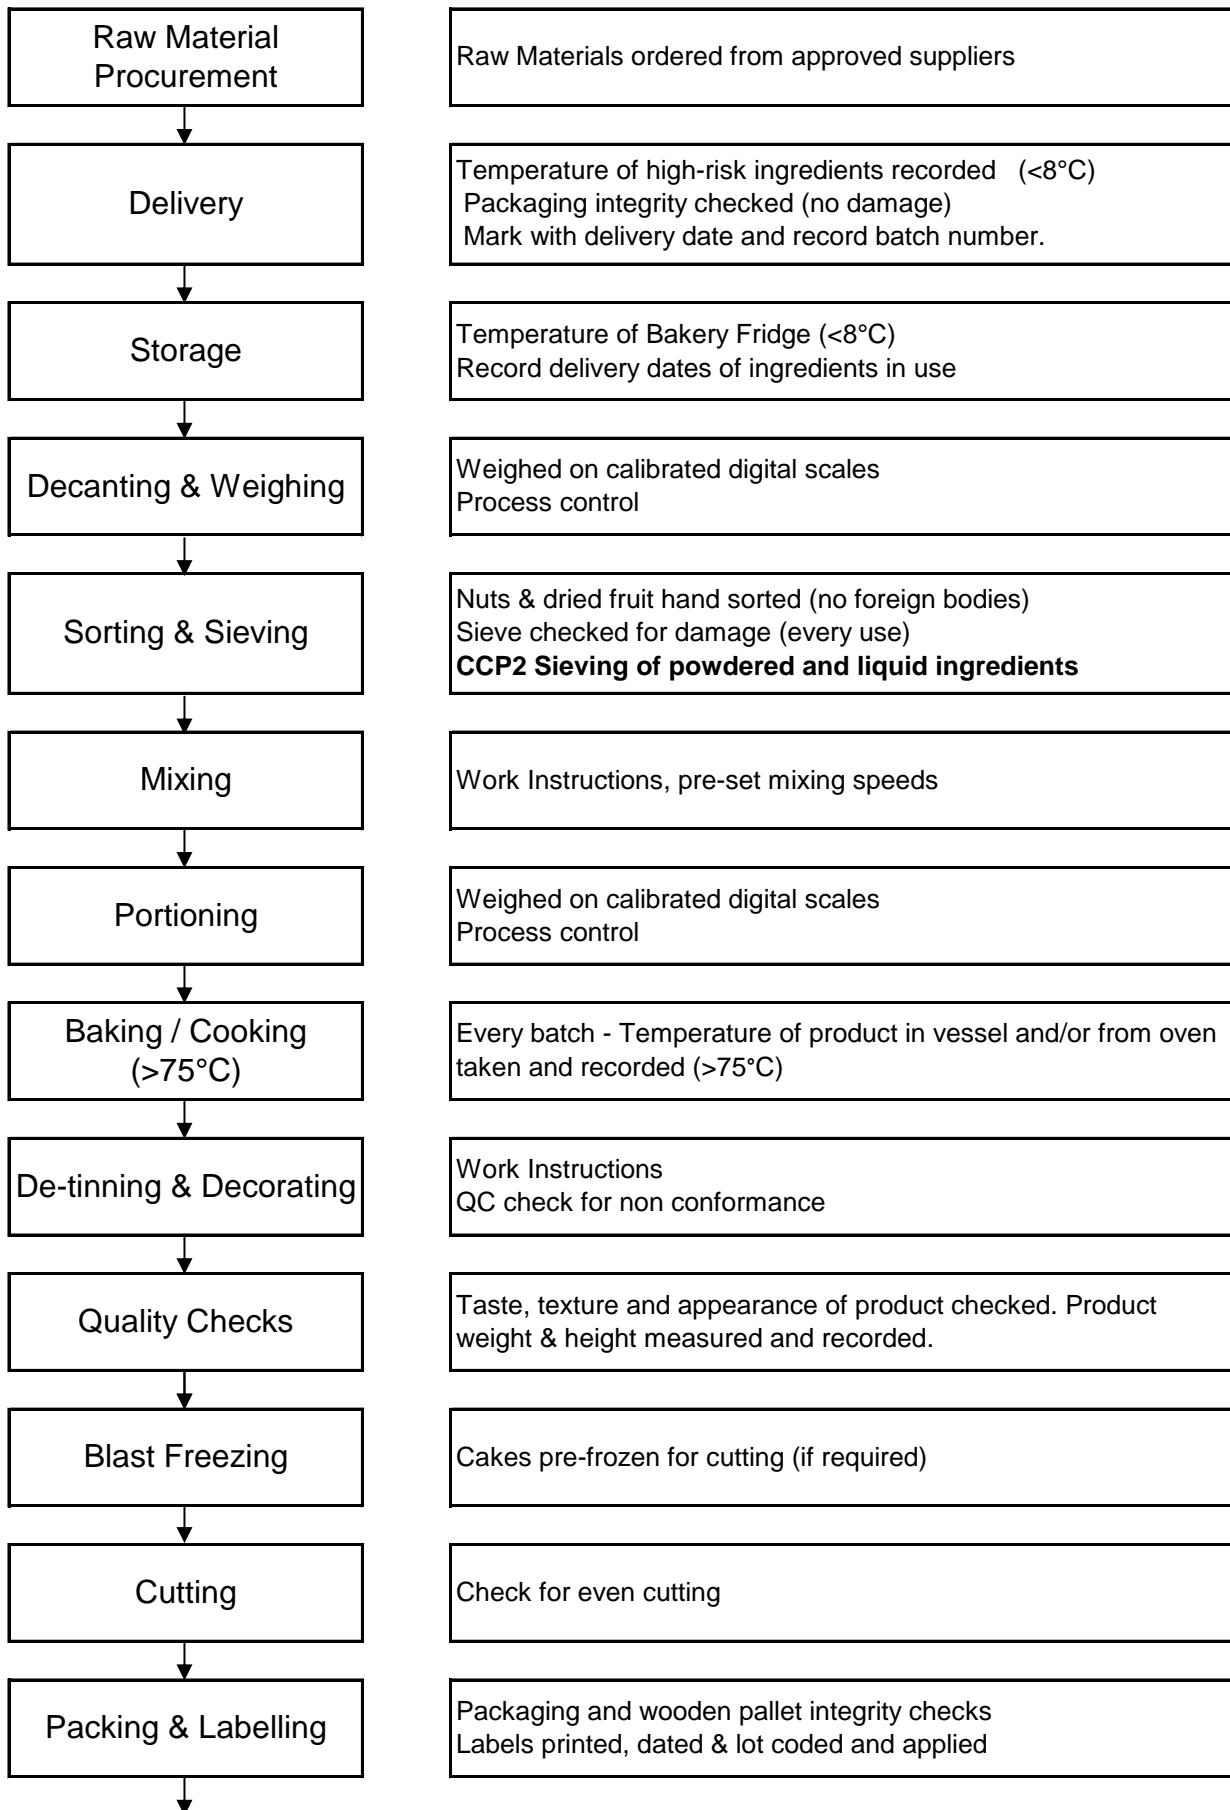 Raw Material
Procurement
Raw Materials ordered from approved suppliers
Delivery
Temperature of high-risk ingredients recorded (<8°C)
Packaging integrity checked (no damage)
Mark with delivery date and record batch number.
Storage
Temperature of Bakery Fridge (<8°C)
Record delivery dates of ingredients in use
Decanting & Weighing
Weighed on calibrated digital scales
Process control
Sorting & Sieving
Nuts & dried fruit hand sorted (no foreign bodies)
Sieve checked for damage (every use)
CCP2 Sieving of powdered and liquid ingredients
Mixing
Work Instructions, pre-set mixing speeds
Portioning
Weighed on calibrated digital scales
Process control
Baking / Cooking
(>75°C)
Every batch - Temperature of product in vessel and/or from oven
taken and recorded (>75°C)
De-tinning & Decorating
Work Instructions
QC check for non conformance
Quality Checks
Taste, texture and appearance of product checked. Product
weight & height measured and recorded.
Blast Freezing
Cakes pre-frozen for cutting (if required)
Cutting
Check for even cutting
Packing & Labelling
Packaging and wooden pallet integrity checks
Labels printed, dated & lot coded and applied